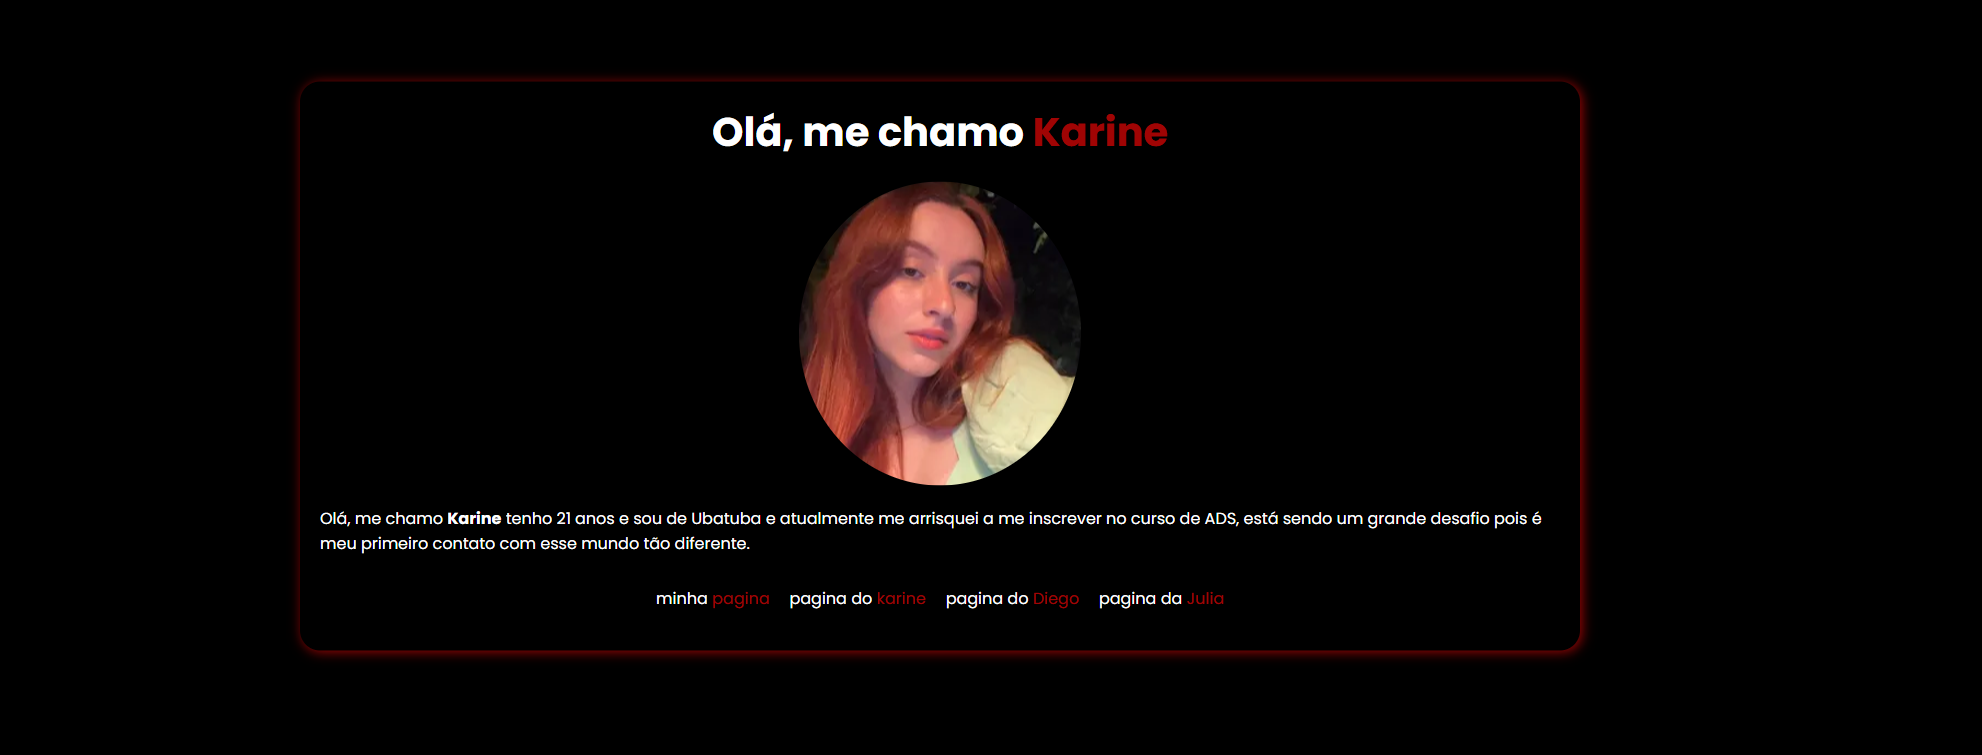 Olá, me chamo Karine
Olá, me chamo Karine tenho 21 anos e sou de Ubatuba e atualmente me arrisquei a me inscrever no curso de ADS, está sendo um grande desafio pois é
meu primeiro contato com esse mundo tão diferente.
minha pagina pagina do karine pagina do Diego pagina da Julia